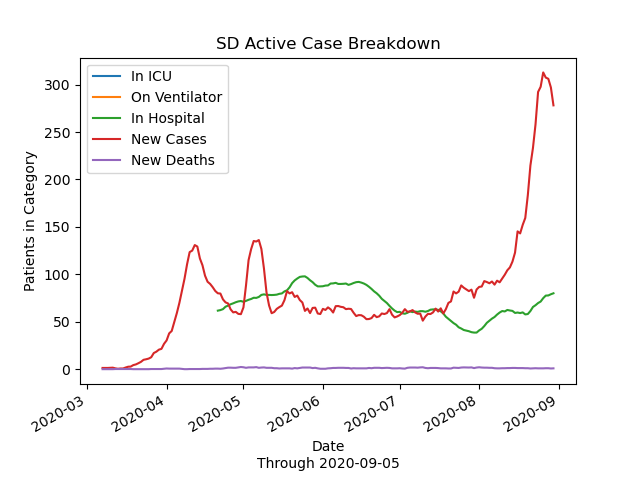 SD Active Case Breakdown
In ICU
On Ventilator
In Hospital
New Cases
New Deaths
Patients in Category
300
250
200
150
100
50
0
2020-03
2020-04
2020-05
2020-06
2020-07
2020-08
2020-09
Date
Through 2020-09-05